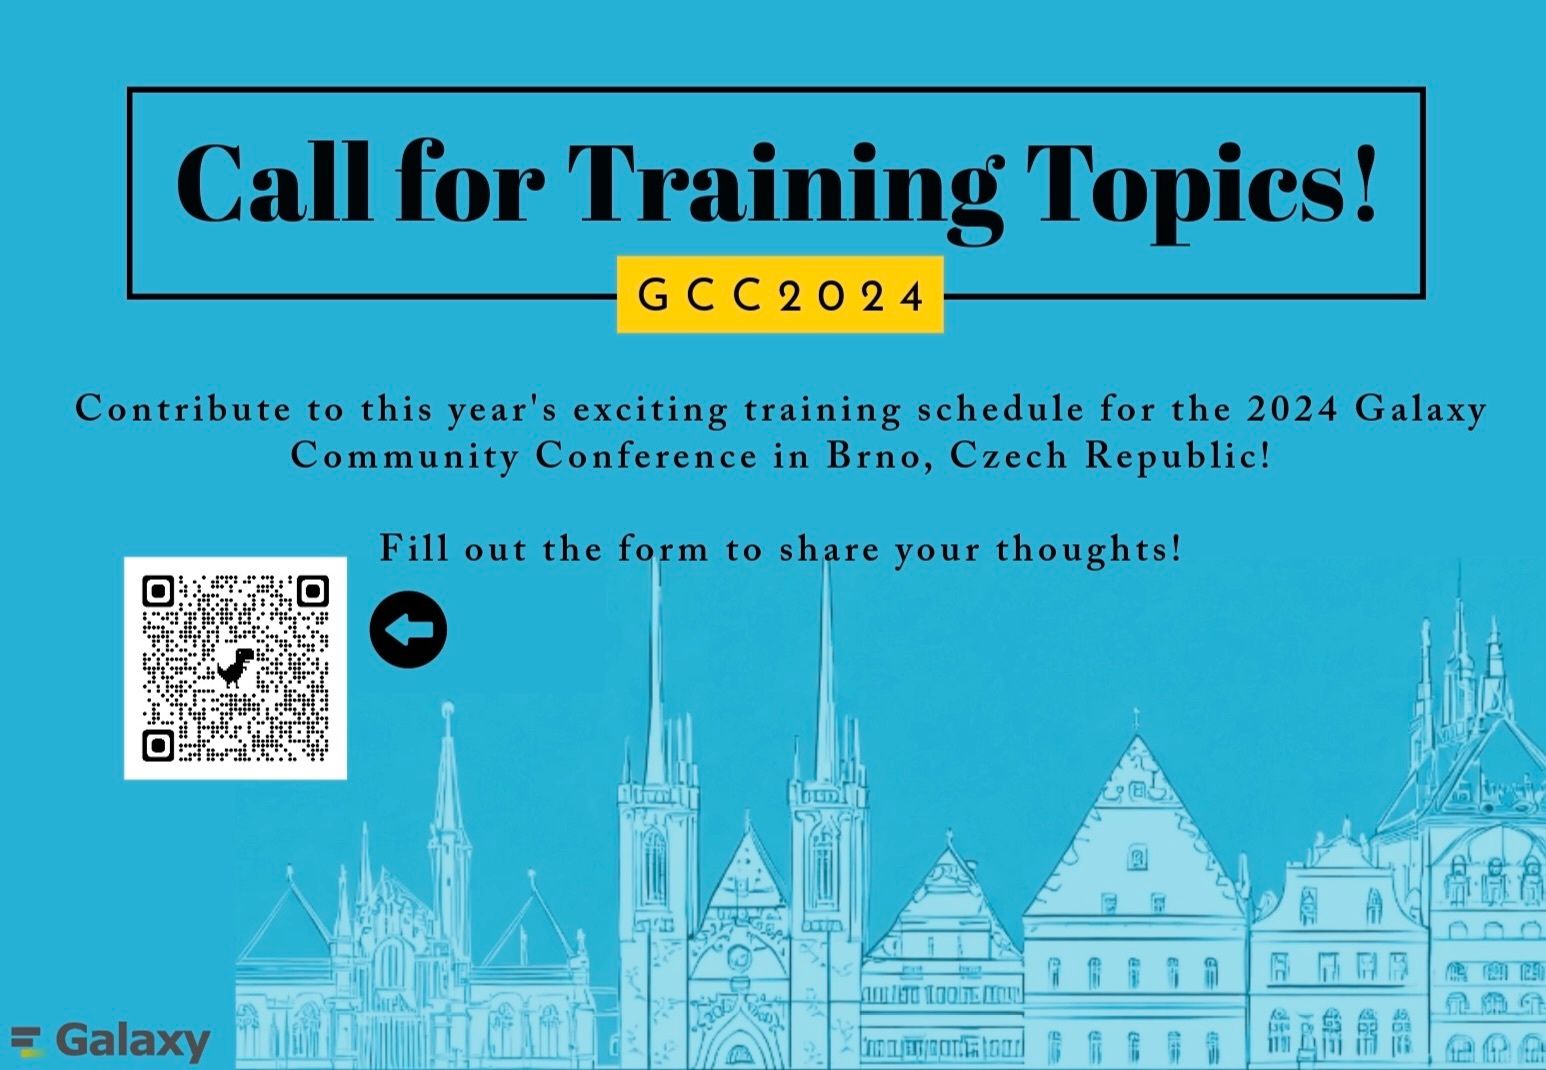 Call for Training Topics!
GCC2024
Contribute to this year's exciting training schedule for the 2024 Galaxy
Community Conference in Brno, Czech Republic!
Fill out the form to share your thoughts!
Galaxy